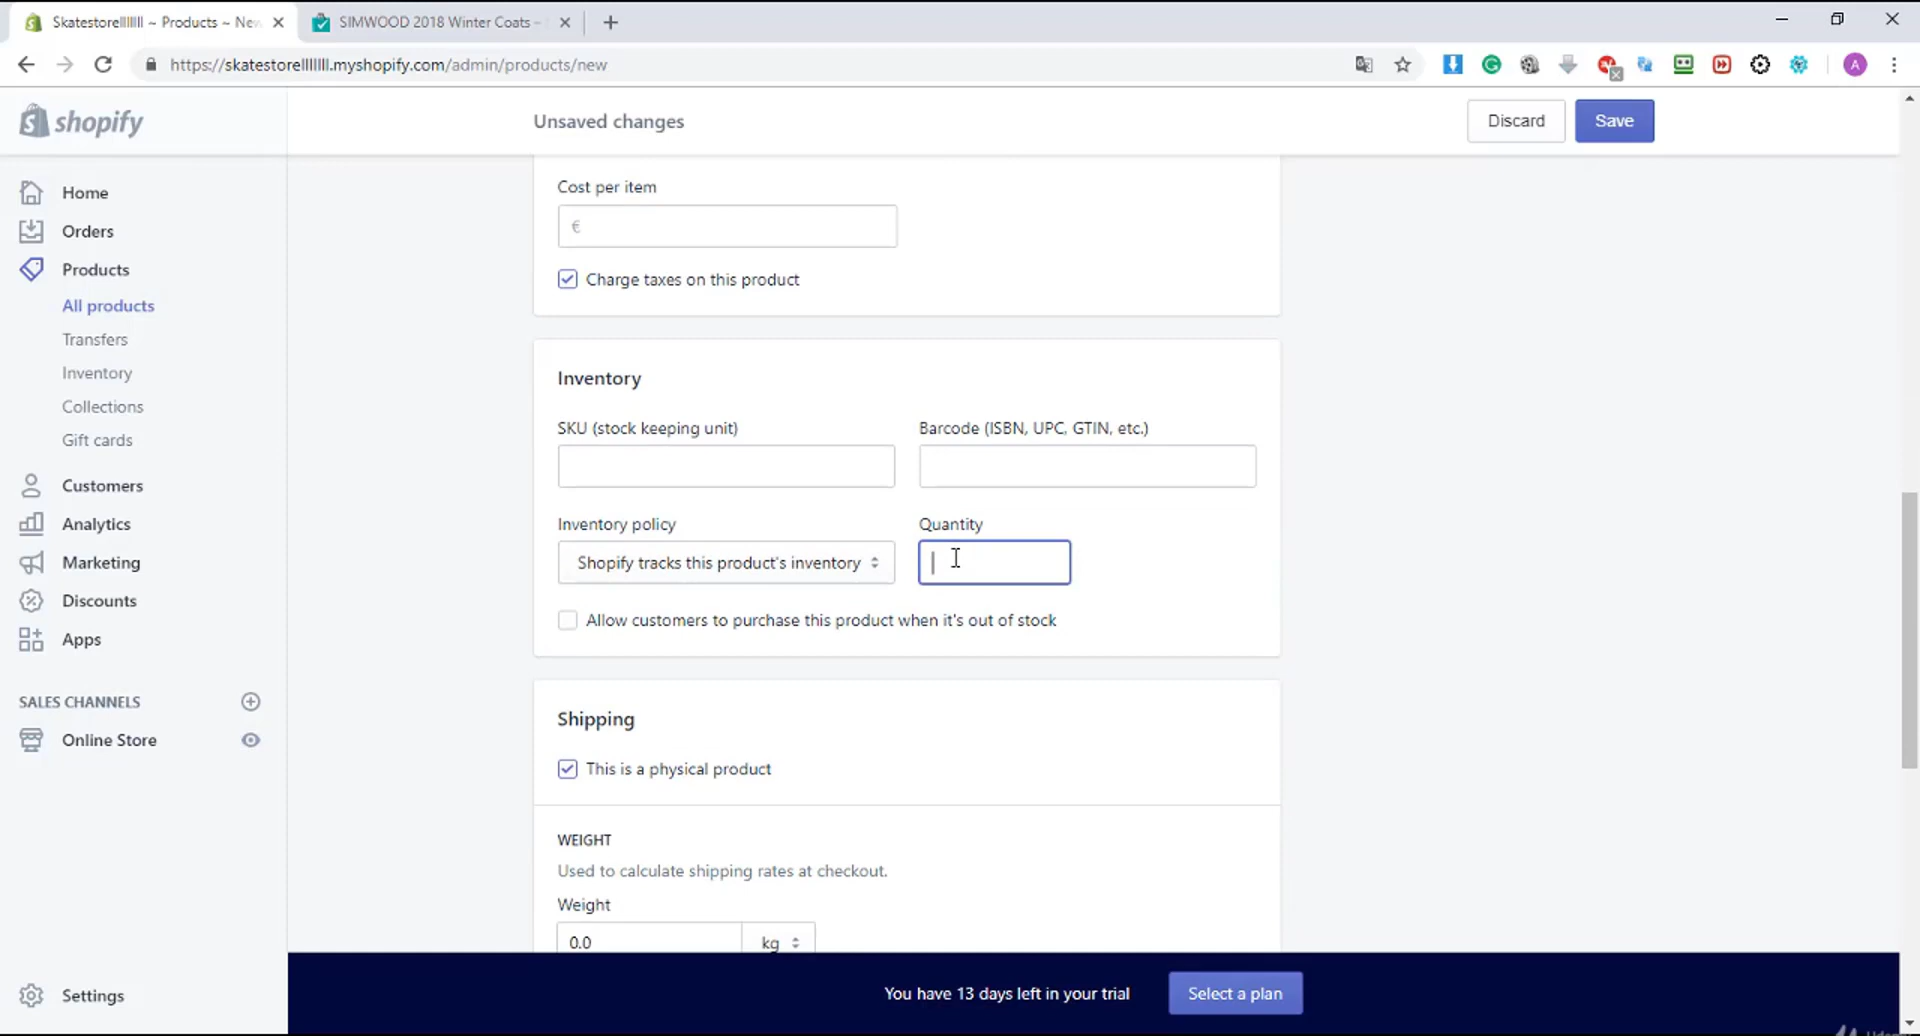 Skatestorelllllll ~ Products ~ New
SIMWOOD 2018 Winter Coats –
https://skatestorelllllll.myshopify.com/admin/products/new
A
shopify
Unsaved changes
Discard
Save
Home
Orders
Products
All products
Transfers
Inventory
Collections
Gift cards
Customers
Analytics
Marketing
Discounts
Apps
SALES CHANNELS
Online Store
Settings
Cost per item
€
Charge taxes on this product
Inventory
SKU (stock keeping unit)
Barcode (ISBN, UPC, GTIN, etc.)
Inventory policy
Quantity
Shopify tracks this product's inventory
Allow customers to purchase this product when it's out of stock
Shipping
This is a physical product
WEIGHT
Used to calculate shipping rates at checkout.
Weight
0.0
kg
You have 13 days left in your trial
Select a plan